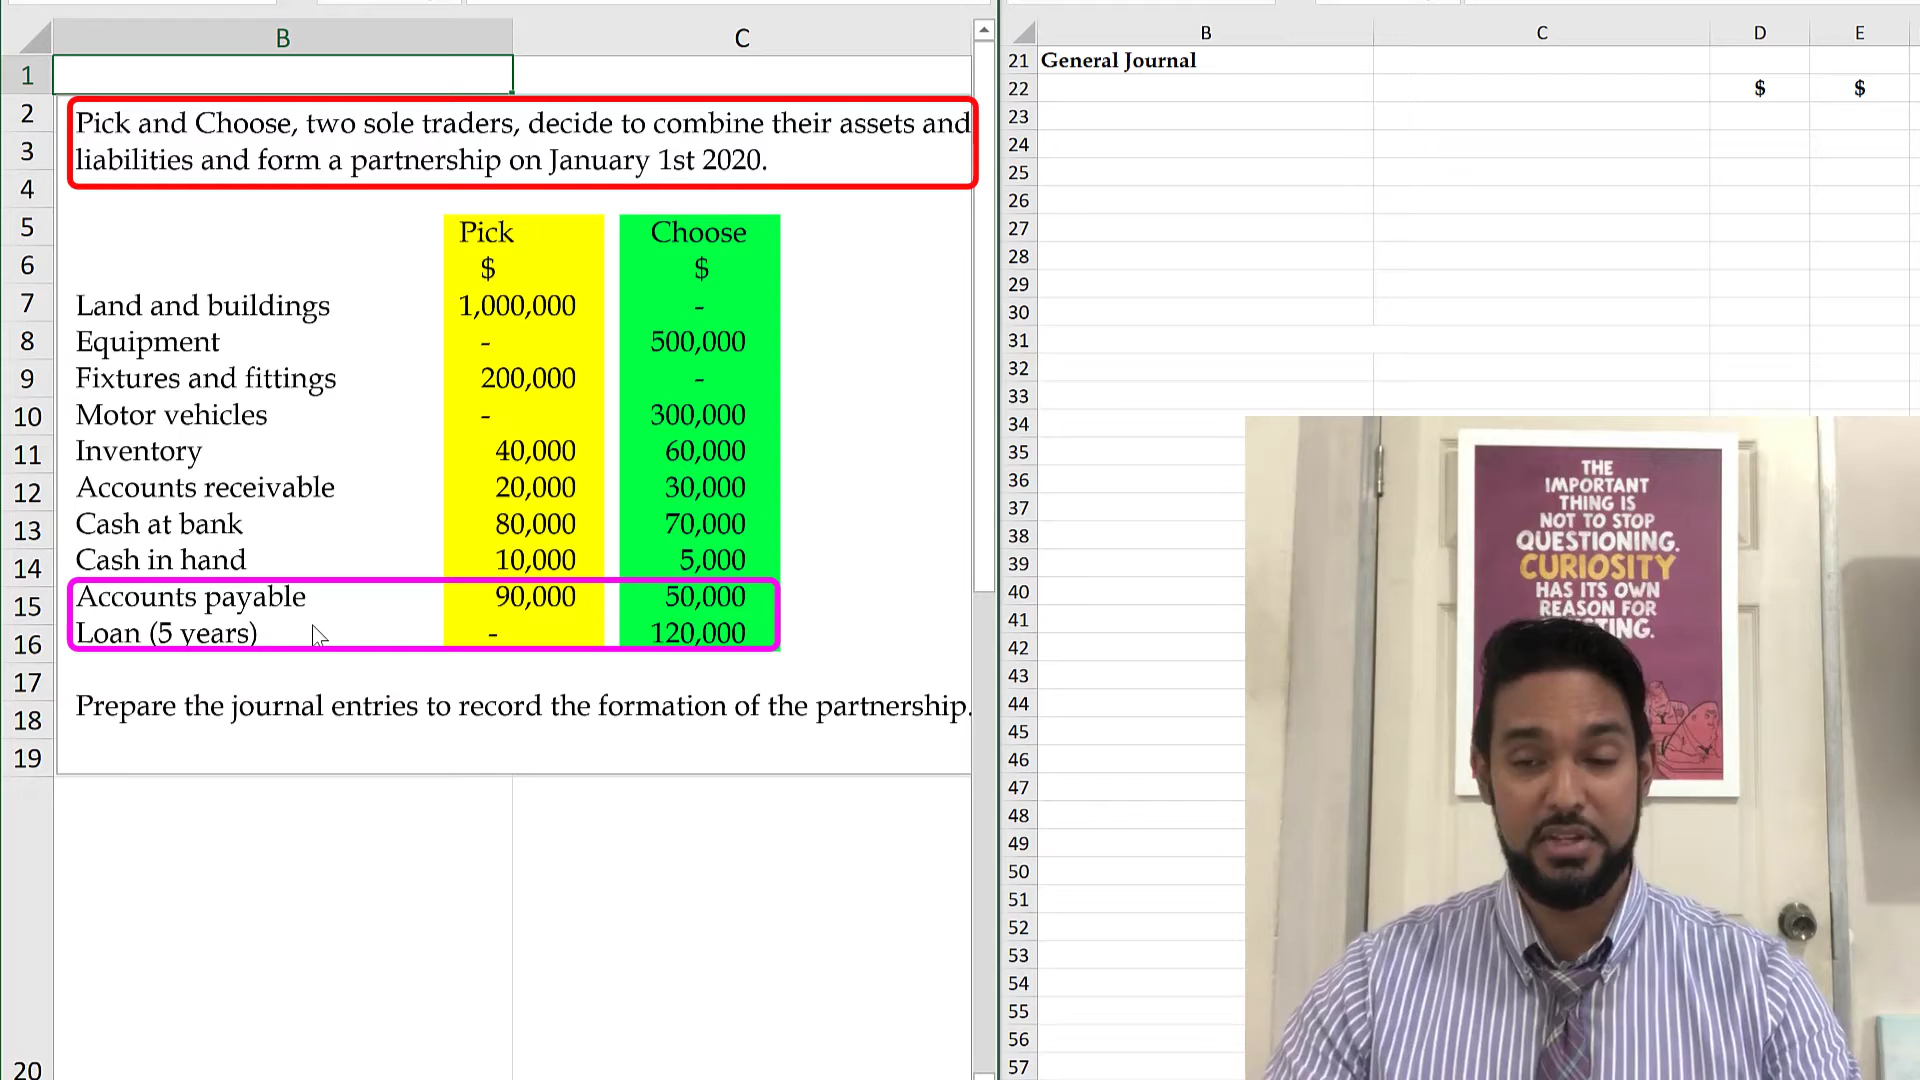 B C
1
2
3
4
5
6
7
8
9
10
11
12
13
14
15
16
17
18
19
20
Pick and Choose, two sole traders, decide to combine their assets and
liabilities and form a partnership on January 1st 2020.
Pick Choose
$ $
Land and buildings 1,000,000 -
Equipment - 500,000
Fixtures and fittings 200,000 -
Motor vehicles - 300,000
Inventory 40,000 60,000
Accounts receivable 20,000 30,000
Cash at bank 80,000 70,000
Cash in hand 10,000 5,000
Accounts payable 90,000 50,000
Loan (5 years) - 120,000
Prepare the journal entries to record the formation of the partnership.
B C D E
21 General Journal
22 $ $
23
24
25
26
27
28
29
30
31
32
33
34
35
36
37
38
39
40
41
42
43
44
45
46
47
48
49
50
51
52
53
54
55
56
57
THE
IMPORTANT
THING IS
NOT TO STOP
QUESTIONING.
CURIOSITY
HAS ITS OWN
REASON FOR